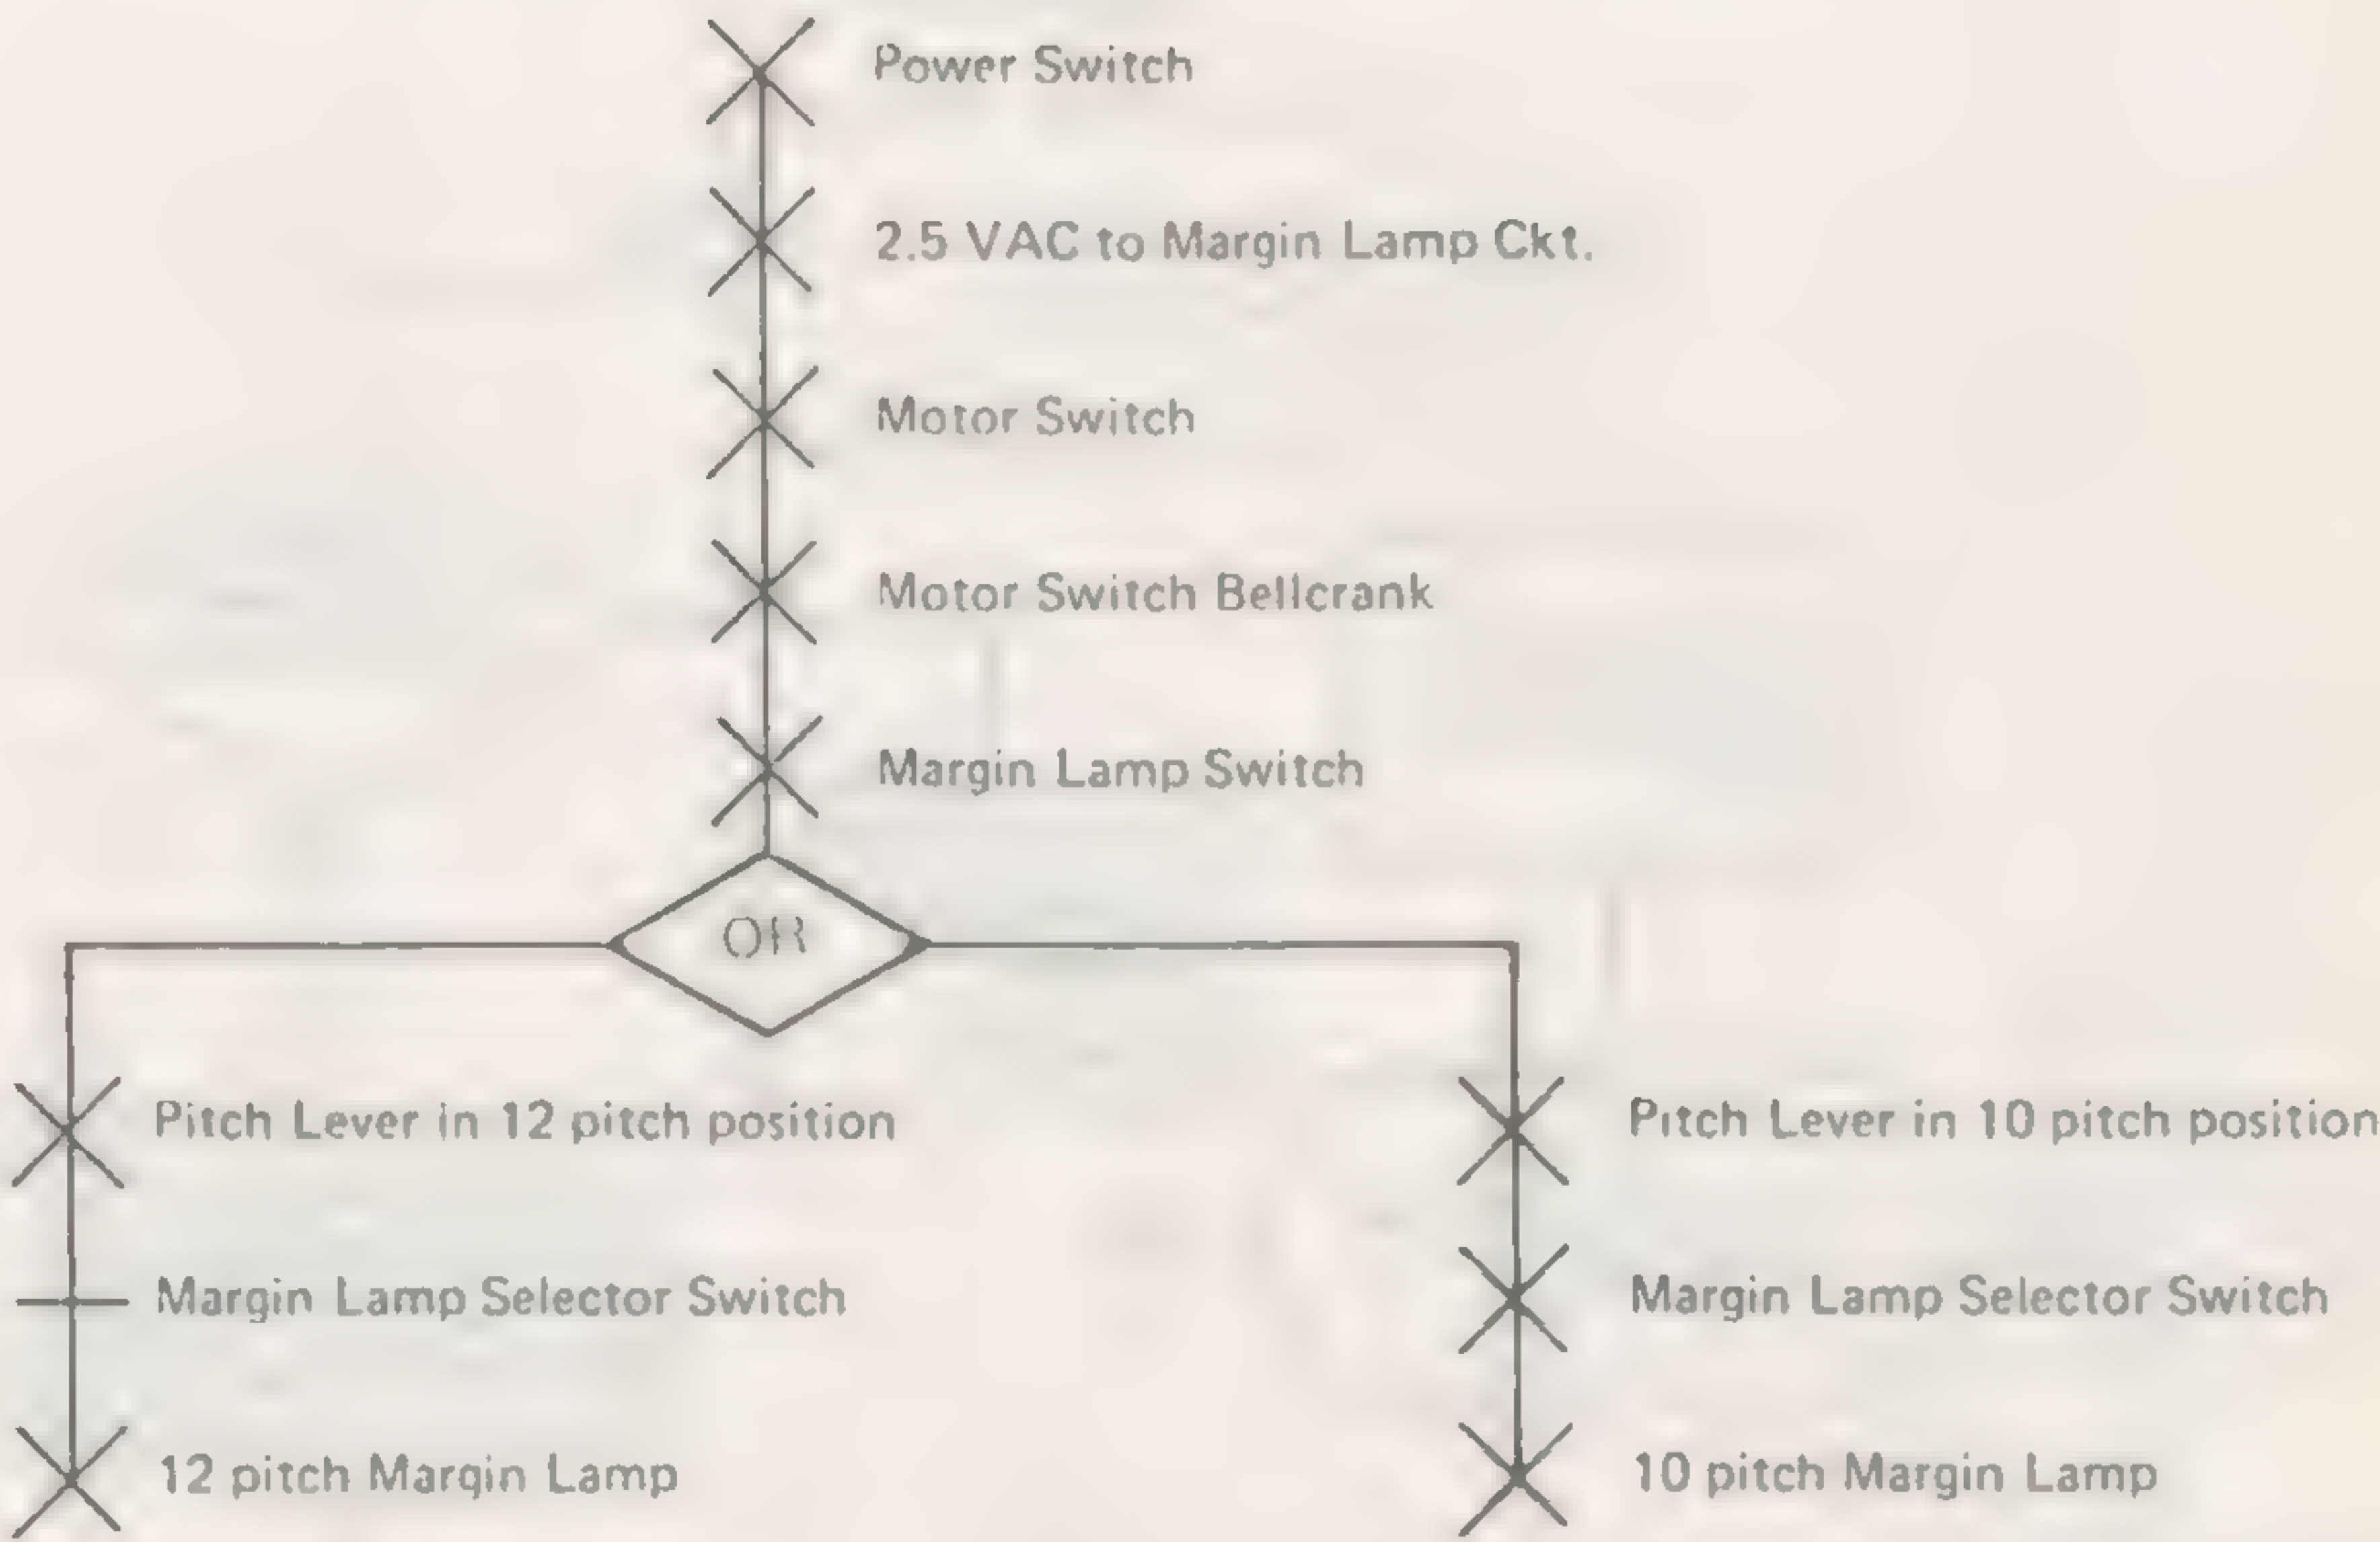 Power Switch
2.5 VAC to Margin Lamp Ckt.
Motor Switch
Motor Switch Bellcrank
Margin Lamp Switch
OR
Pitch Lever in 12 pitch position
Pitch Lever in 10 pitch position
Margin Lamp Selector Switch
Margin Lamp Selector Switch
12 pitch Margin Lamp
10 pitch Margin Lamp